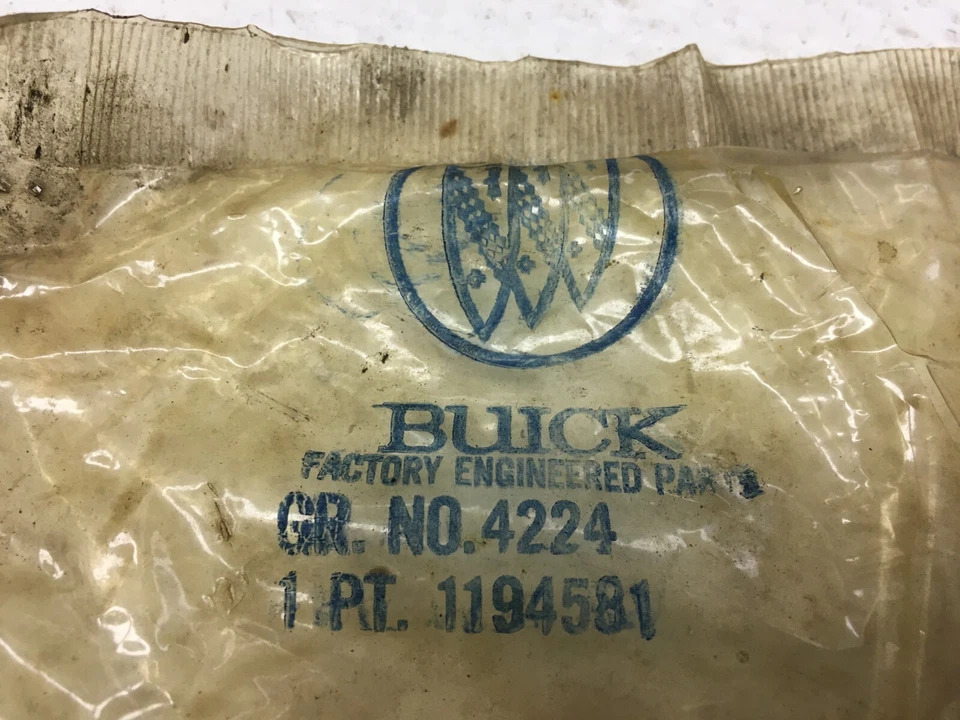 BUICK
FACTORY ENGINEERED PARTS
GR. NO. 4224
1 PT. 1194581